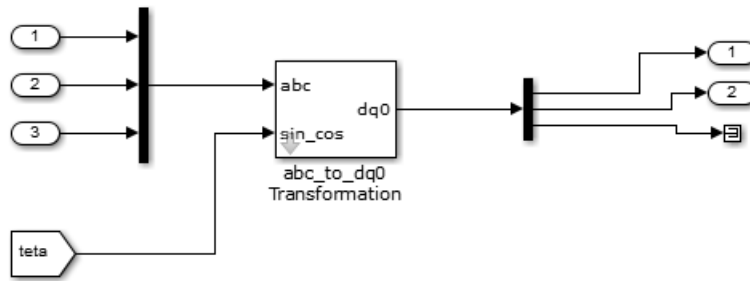 1
2
3
abc
sin_cos
dq0
abc_to_dq0
Transformation
1
2
teta